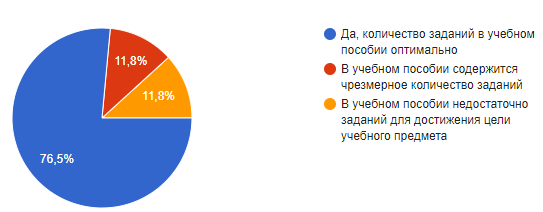 11,8%
11,8%
76,5%
Да, количество заданий в учебном
пособии оптимально
В учебном пособии содержится
чрезмерное количество заданий
В учебном пособии недостаточно
заданий для достижения цели
учебного предмета